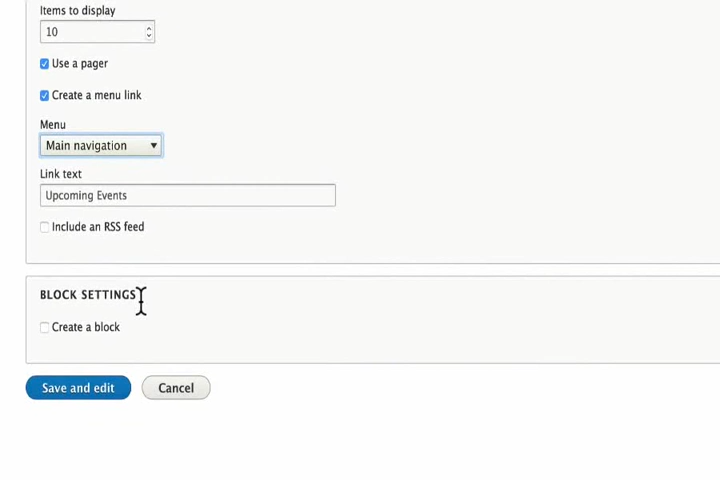 Items to display
10
Use a pager
Create a menu link
Menu
Main navigation
Link text
Upcoming Events
Include an RSS feed
BLOCK SETTINGS
Create a block
Save and edit Cancel